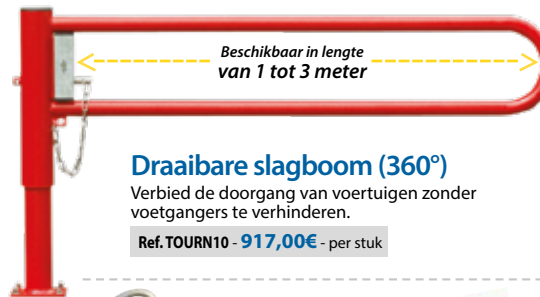 Beschikbaar in lengte
van 1 tot 3 meter
Draaibare slagboom (360°)
Verbied de doorgang van voertuigen zonder
voetgangers te verhinderen.
Ref. TOURN10 - 917,00€ - per stuk